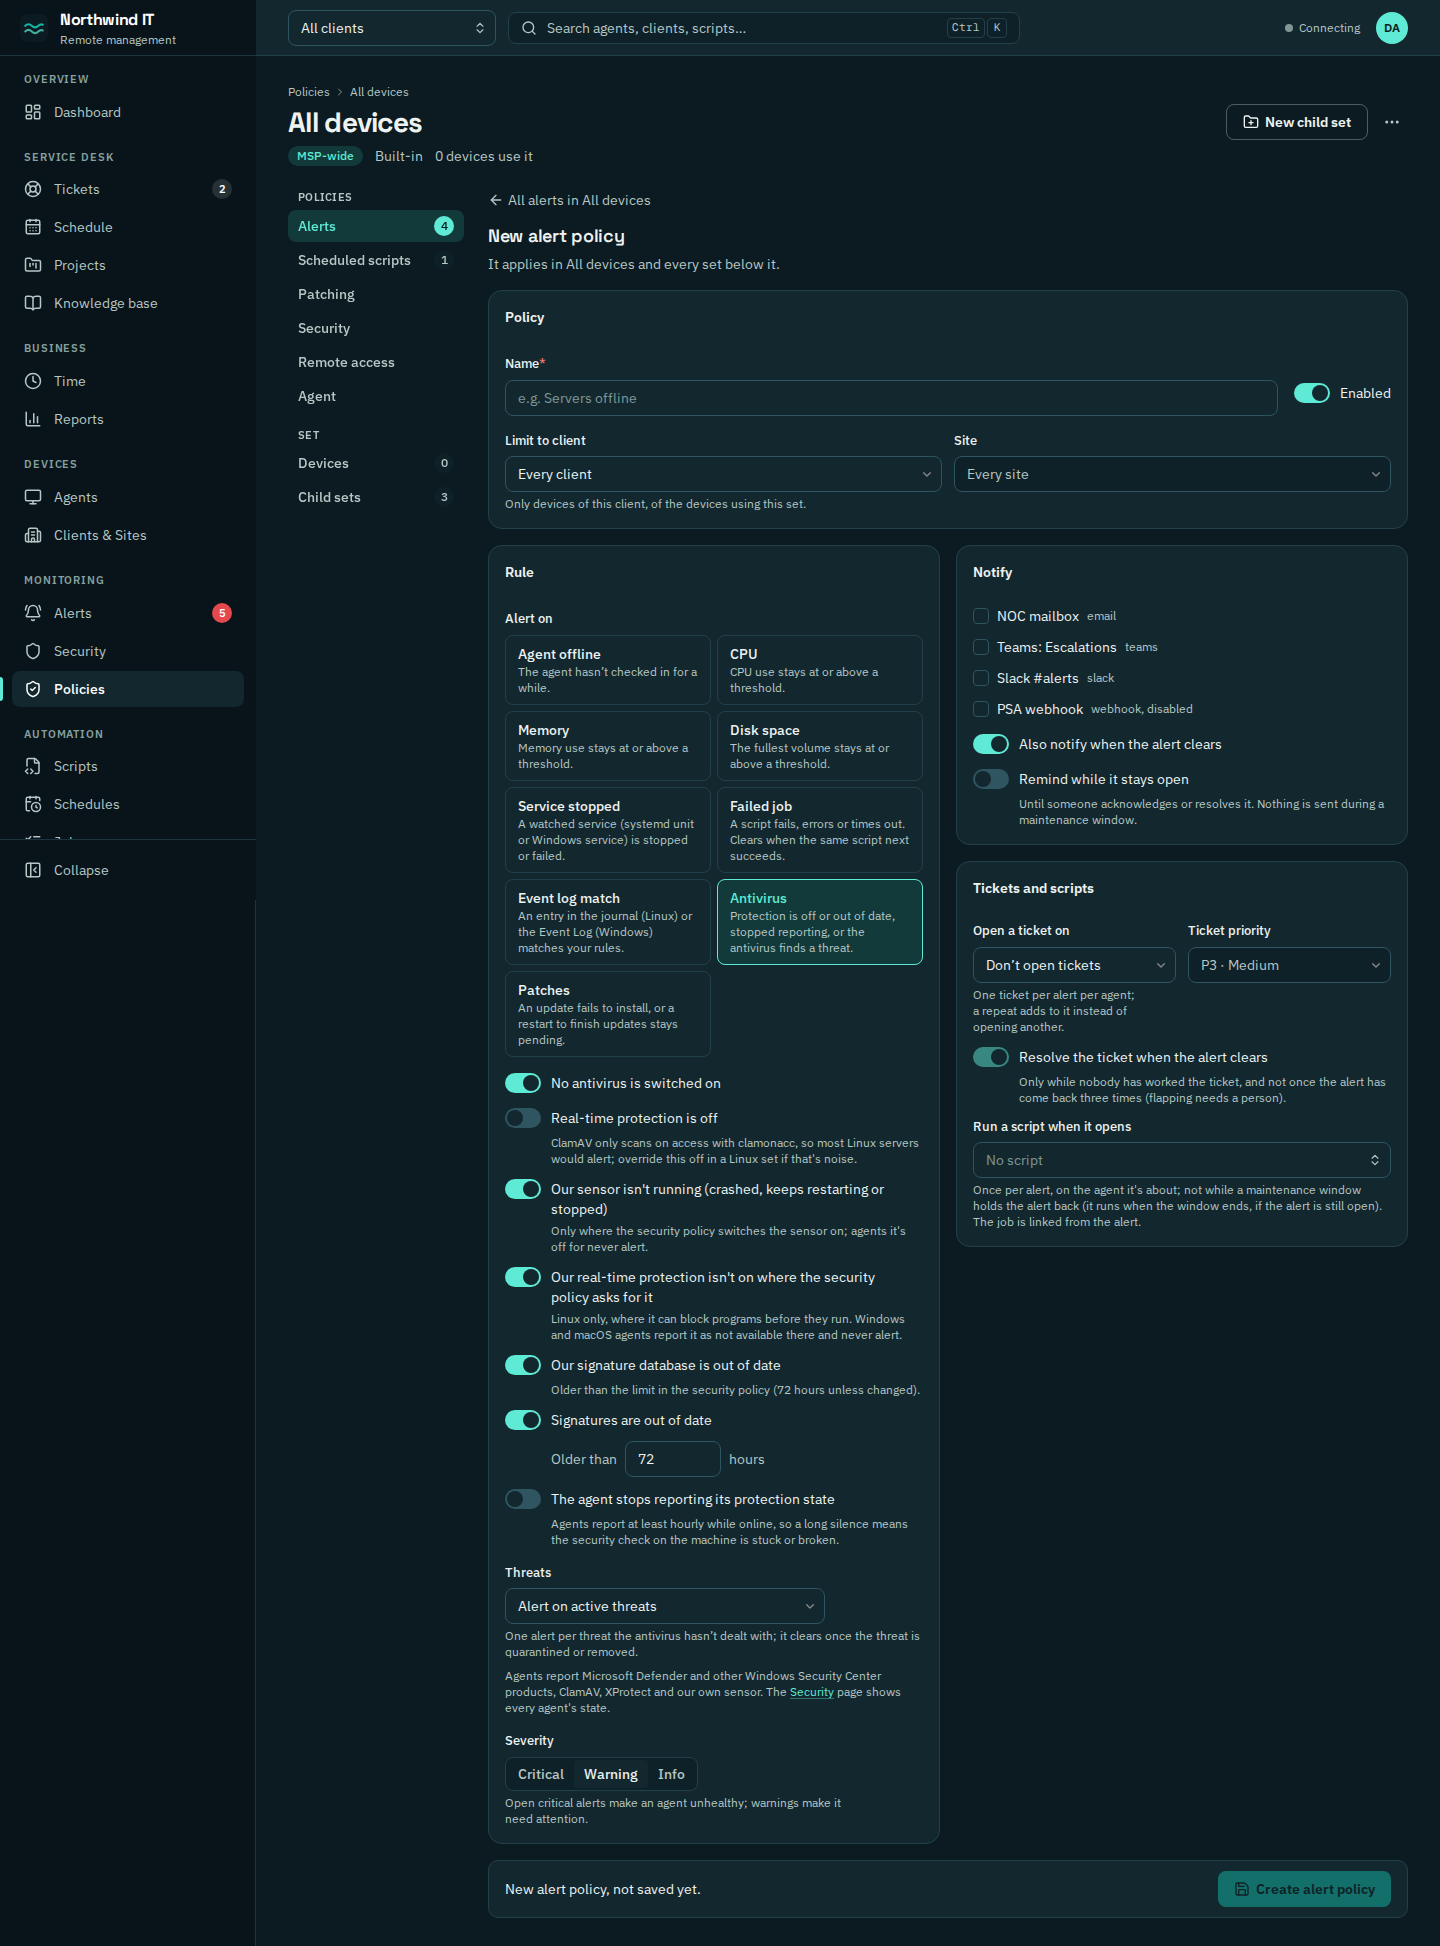 Northwind IT
Remote management
All clients
Search agents, clients, scripts...
Ctrl K
Connecting
DA
OVERVIEW
Dashboard
SERVICE DESK
Tickets 2
Schedule
Projects
Knowledge base
BUSINESS
Time
Reports
DEVICES
Agents
Clients & Sites
MONITORING
Alerts 5
Security
Policies
AUTOMATION
Scripts
Schedules
Collapse
Policies > All devices
All devices
MSP-wide Built-in 0 devices use it
New child set
POLICIES
Alerts 4
Scheduled scripts 1
Patching
Security
Remote access
Agent
SET
Devices 0
Child sets 3
All alerts in All devices
New alert policy
It applies in All devices and every set below it.
Policy
Name*
e.g. Servers offline
Enabled
Limit to client
Every client
Only devices of this client, of the devices using this set.
Site
Every site
Rule
Alert on
Agent offline
The agent hasn’t checked in for a
while.
CPU
CPU use stays at or above a
threshold.
Memory
Memory use stays at or above a
threshold.
Disk space
The fullest volume stays at or
above a threshold.
Service stopped
A watched service (systemd unit
or Windows service) is stopped
or failed.
Failed job
A script fails, errors or times out.
Clears when the same script next
succeeds.
Event log match
An entry in the journal (Linux) or
the Event Log (Windows)
matches your rules.
Antivirus
Protection is off or out of date,
stopped reporting, or the
antivirus finds a threat.
Patches
An update fails to install, or a
restart to finish updates stays
pending.
No antivirus is switched on
Real-time protection is off
ClamAV only scans on access with clamonacc, so most Linux servers
would alert; override this off in a Linux set if that's noise.
Our sensor isn't running (crashed, keeps restarting or
stopped)
Only where the security policy switches the sensor on; agents it's
off for never alert.
Our real-time protection isn't on where the security
policy asks for it
Linux only, where it can block programs before they run. Windows
and macOS agents report it as not available there and never alert.
Our signature database is out of date
Older than the limit in the security policy (72 hours unless changed).
Signatures are out of date
Older than 72 hours
The agent stops reporting its protection state
Agents report at least hourly while online, so a long silence means
the security check on the machine is stuck or broken.
Threats
Alert on active threats
One alert per threat the antivirus hasn’t dealt with; it clears once the threat is
quarantined or removed.
Agents report Microsoft Defender and other Windows Security Center
products, ClamAV, XProtect and our own sensor. The Security page shows
every agent's state.
Severity
Critical Warning Info
Open critical alerts make an agent unhealthy; warnings make it
need attention.
Notify
NOC mailbox email
Teams: Escalations teams
Slack #alerts slack
PSA webhook webhook, disabled
Also notify when the alert clears
Remind while it stays open
Until someone acknowledges or resolves it. Nothing is sent during a
maintenance window.
Tickets and scripts
Open a ticket on
Don’t open tickets
One ticket per alert per agent;
a repeat adds to it instead of
opening another.
Ticket priority
P3 · Medium
Resolve the ticket when the alert clears
Only while nobody has worked the ticket, and not once the alert has
come back three times (flapping needs a person).
Run a script when it opens
No script
Once per alert, on the agent it's about; not while a maintenance window
holds the alert back (it runs when the window ends, if the alert is still open).
The job is linked from the alert.
New alert policy, not saved yet.
Create alert policy